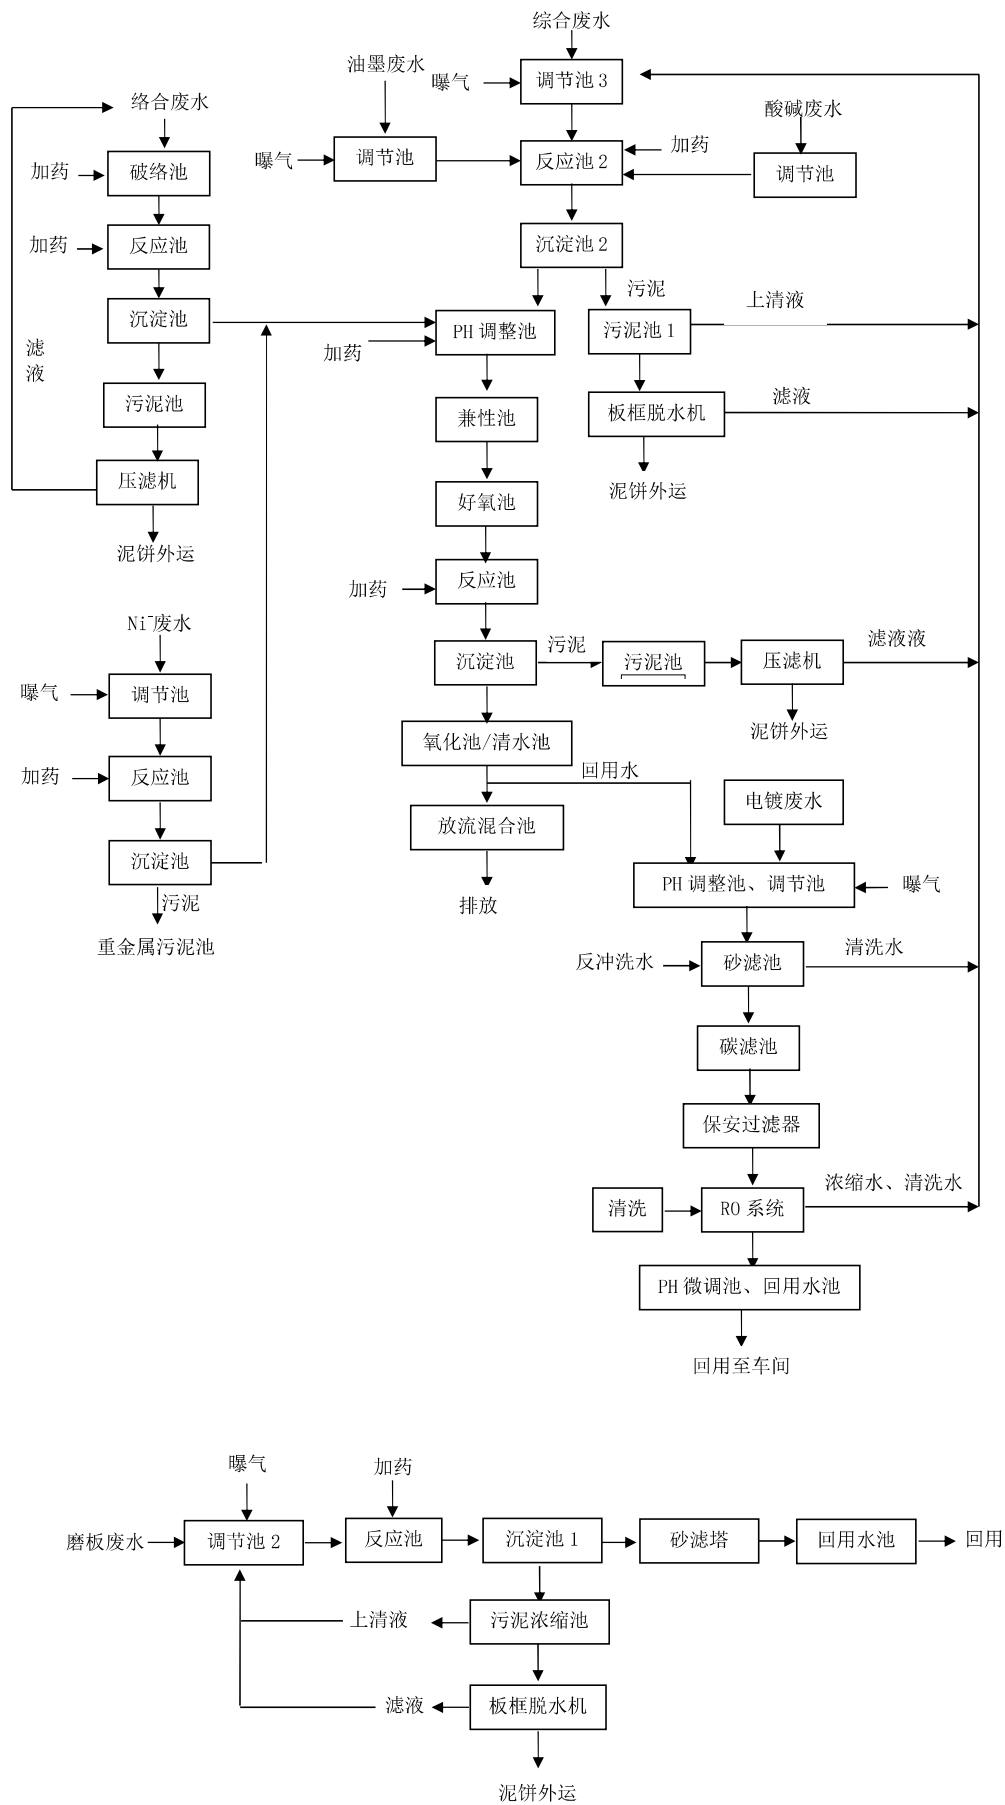 综合废水
油墨废水
曝气
调节池 3
络合废水
酸碱废水
加药
曝气
调节池
反应池 2
加药
破络池
调节池
加药
反应池
沉淀池 2
污泥
上清液
沉淀池
PH 调整池
污泥池 1
加药
滤液
污泥池
兼性池
板框脱水机
滤液
压滤机
好氧池
泥饼外运
泥饼外运
加药
反应池
Ni⁻废水
污泥
滤液液
曝气
调节池
沉淀池
污泥池
压滤机
泥饼外运
氧化池/清水池
加药
反应池
回用水
放流混合池
电镀废水
沉淀池
污泥
排放
PH 调整池、调节池
曝气
重金属污泥池
反冲洗水
砂滤池
清洗水
碳滤池
保安过滤器
清洗
RO 系统
浓缩水、清洗水
PH 微调池、回用水池
回用至车间
曝气
加药
磨板废水
调节池 2
反应池
沉淀池 1
砂滤塔
回用水池
回用
上清液
污泥浓缩池
滤液
板框脱水机
泥饼外运